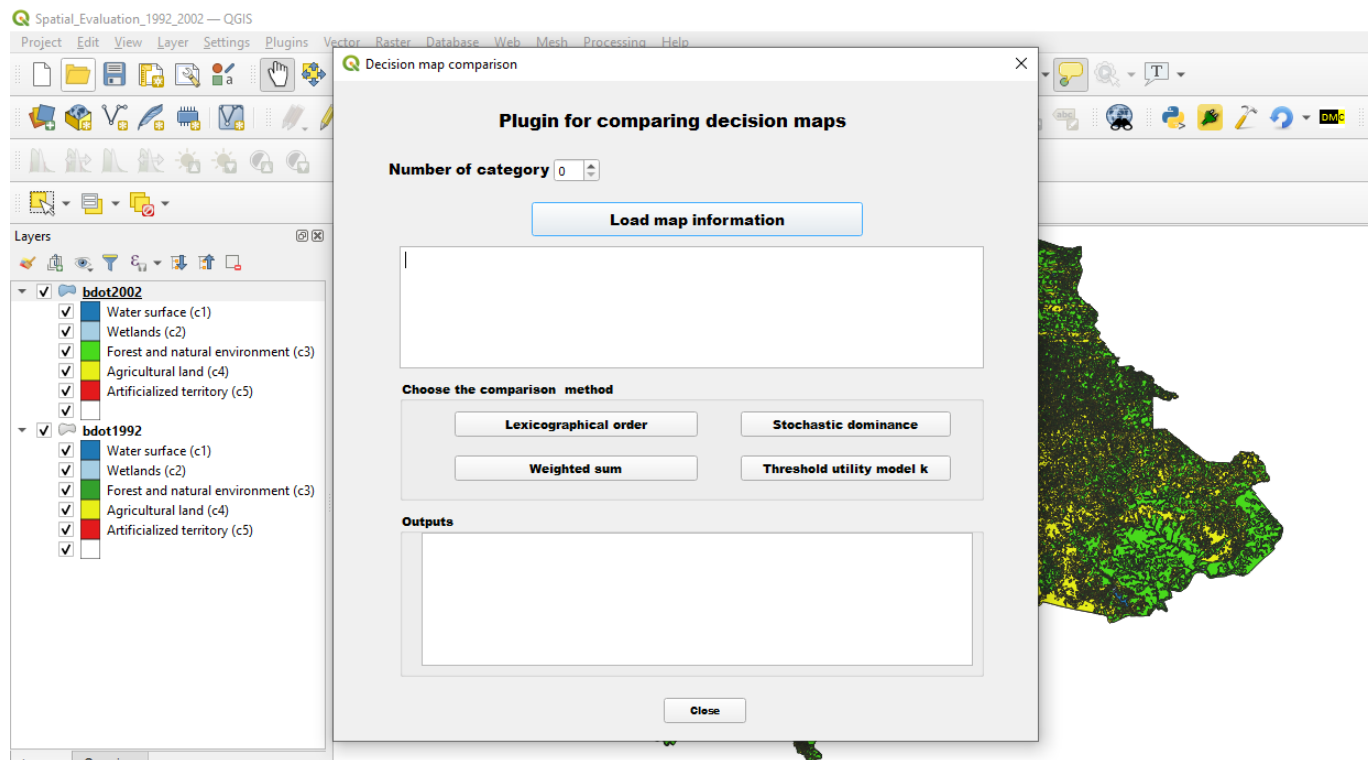 Spatial_Evaluation_1992_2002 — QGIS
Project Edit View Layer Settings Plugins Vector Raster Database Web Mesh Processing Help
Decision map comparison
Plugin for comparing decision maps
Number of category 0
Load map information
Layers
bdot2002
Water surface (c1)
Wetlands (c2)
Forest and natural environment (c3)
Agricultural land (c4)
Artificialized territory (c5)
bdot1992
Water surface (c1)
Wetlands (c2)
Forest and natural environment (c3)
Agricultural land (c4)
Artificialized territory (c5)
Choose the comparison method
Lexicographical order
Stochastic dominance
Weighted sum
Threshold utility model k
Outputs
Close
abc
T
DMC